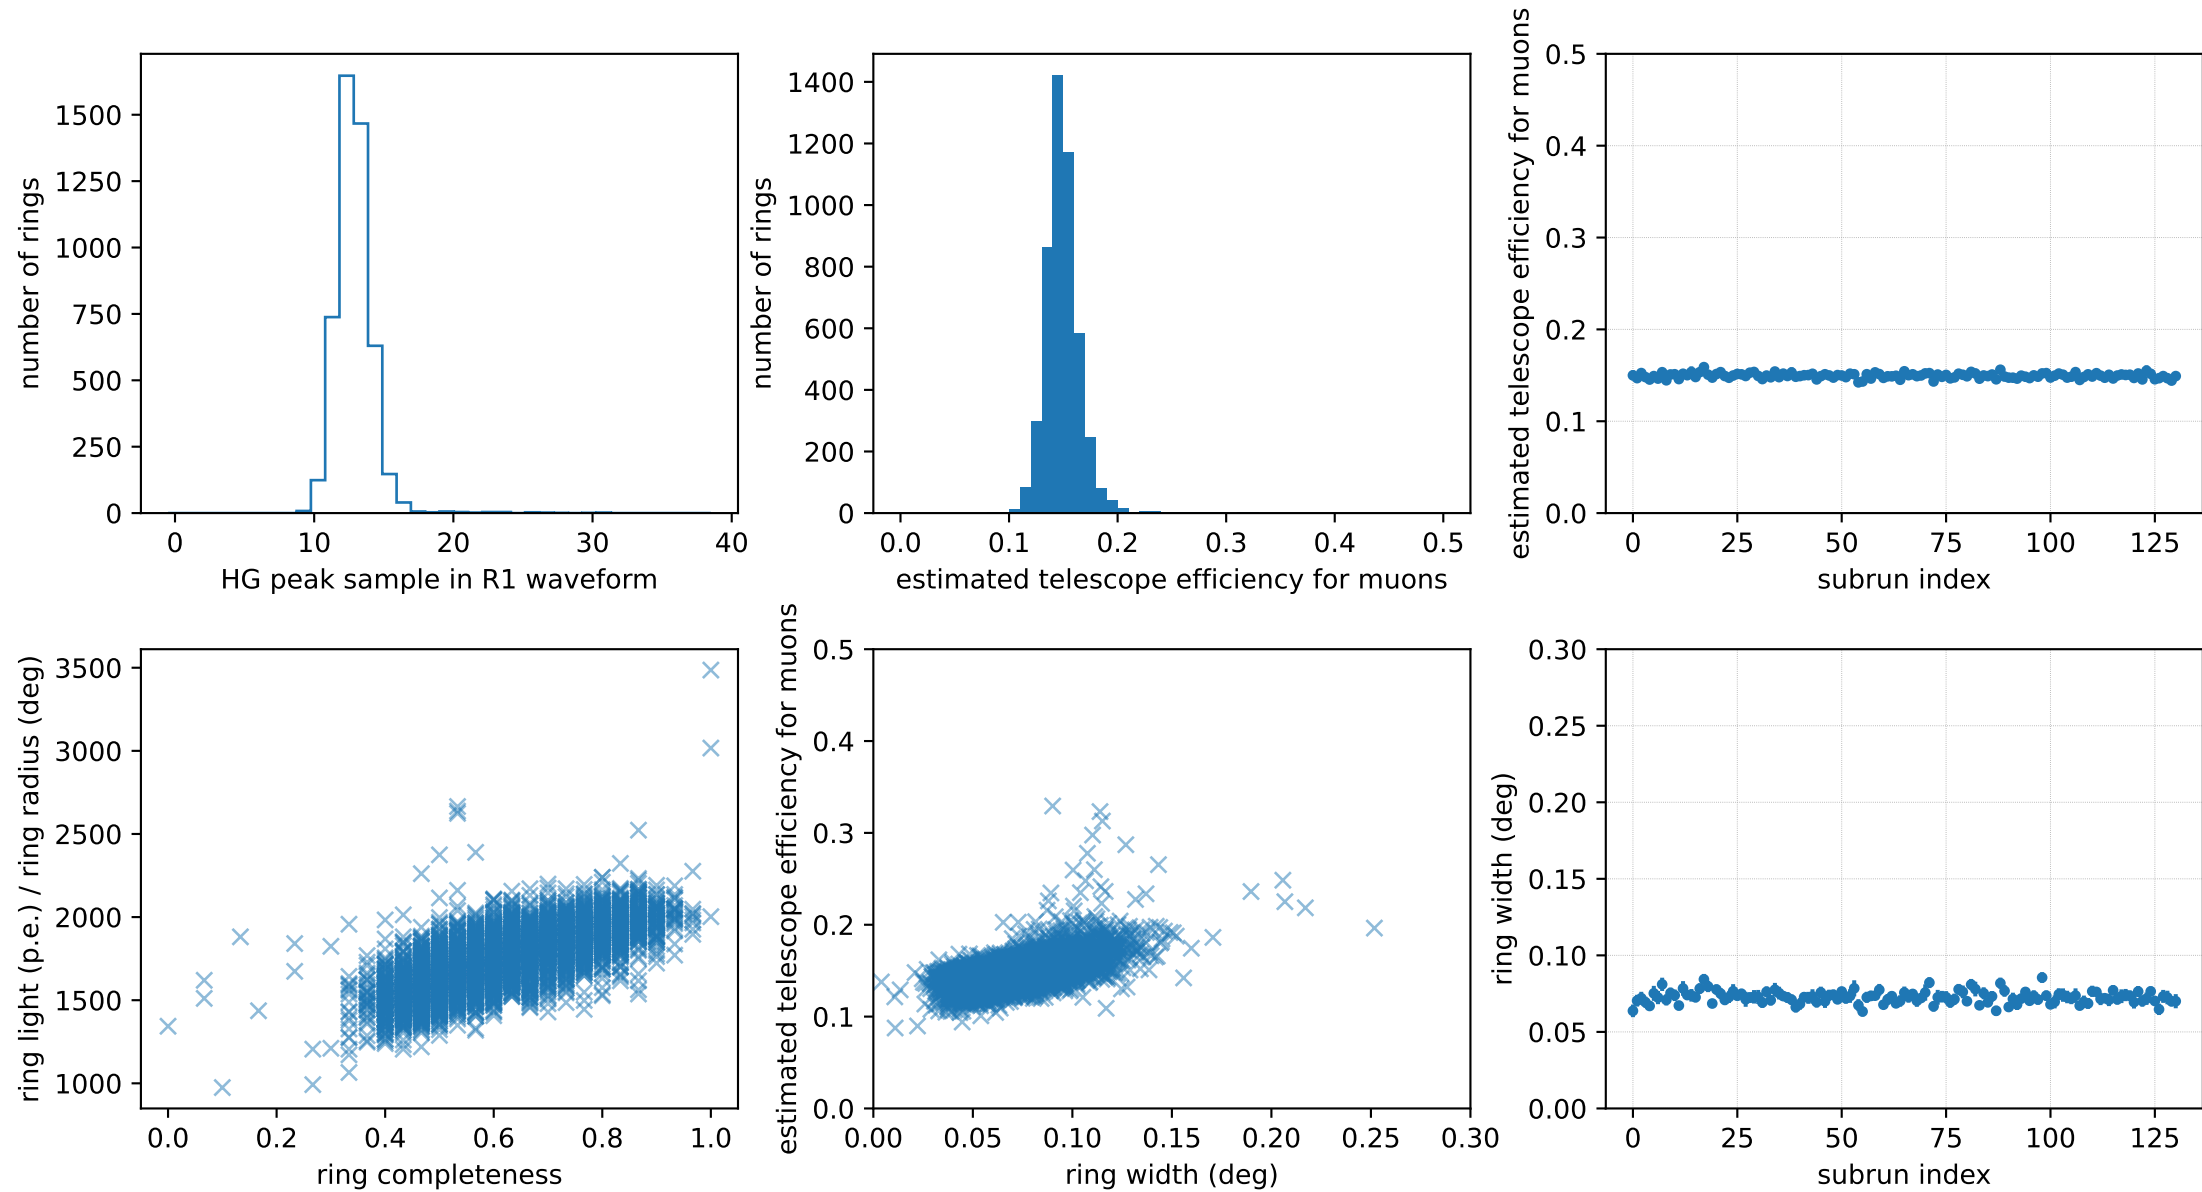 number of rings
1500
1250
1000
750
500
250
0
0 10 20 30 40
HG peak sample in R1 waveform
number of rings
1400
1200
1000
800
600
400
200
0
0.0 0.1 0.2 0.3 0.4 0.5
estimated telescope efficiency for muons
estimated telescope efficiency for muons
0.5
0.4
0.3
0.2
0.1
0.0
0 25 50 75 100 125
subrun index
ring light (p.e.) / ring radius (deg)
3500
3000
2500
2000
1500
1000
0.0 0.2 0.4 0.6 0.8 1.0
ring completeness
estimated telescope efficiency for muons
0.5
0.4
0.3
0.2
0.1
0.0
0.00 0.05 0.10 0.15 0.20 0.25 0.30
ring width (deg)
ring width (deg)
0.30
0.25
0.20
0.15
0.10
0.05
0.00
0 25 50 75 100 125
subrun index